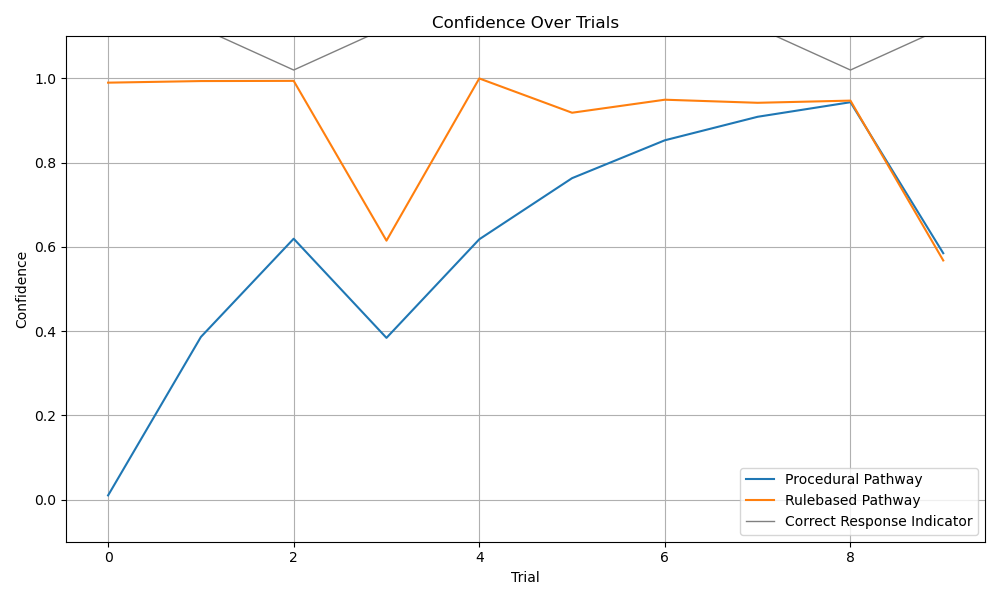 Confidence Over Trials
Confidence
1.0
0.8
0.6
0.4
0.2
0.0
0 2 4 6 8
Trial
Procedural Pathway
Rulebased Pathway
Correct Response Indicator